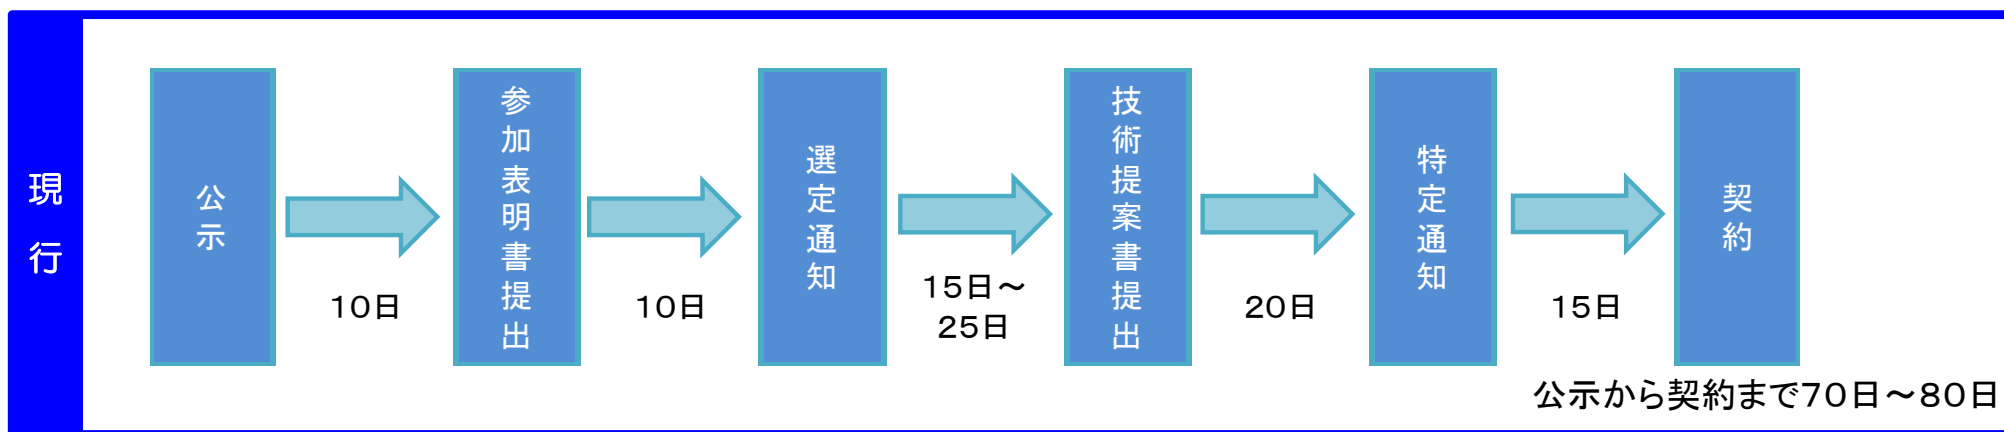 現行
公示
10日
参加表明書提出
10日
選定通知
15日～
25日
技術提案書提出
20日
特定通知
15日
契約
公示から契約まで70日～80日